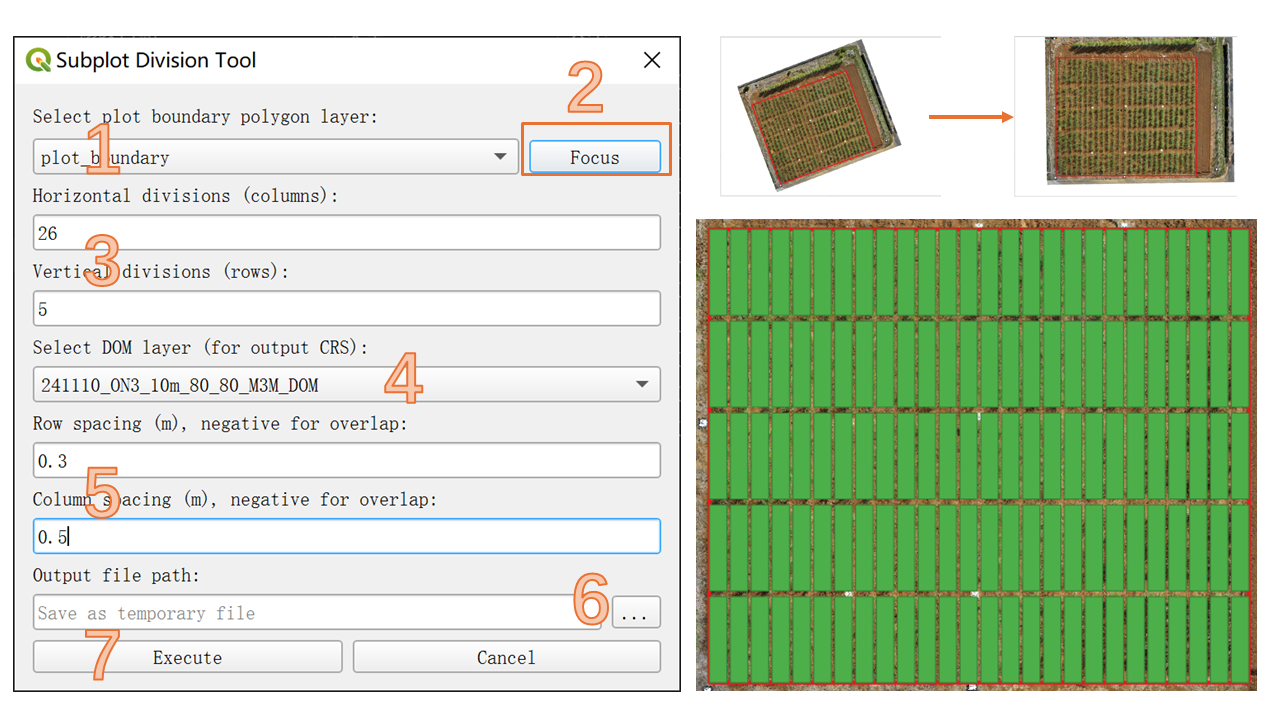 Subplot Division Tool
2
Select plot boundary polygon layer:
1
plot_boundary
Focus
Horizontal divisions (columns):
26
3
Vertical divisions (rows):
5
Select DOM layer (for output CRS):
4
241110_ON3_10m_80_80_M3M_DOM
Row spacing (m), negative for overlap:
0.3
5
Column spacing (m), negative for overlap:
0.5
Output file path:
6
Save as temporary file
...
7
Execute
Cancel